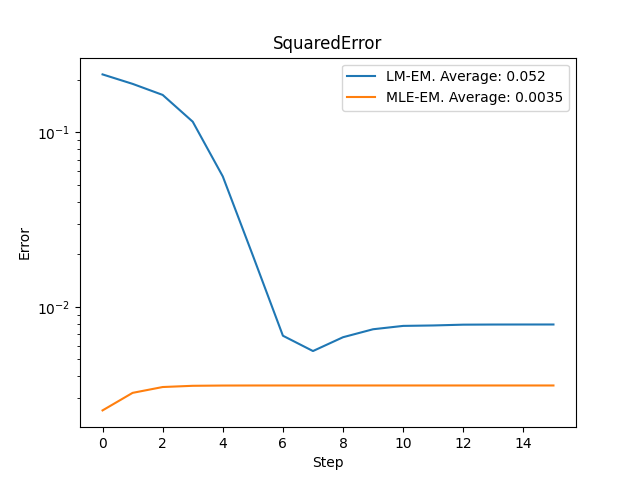 SquaredError
LM-EM. Average: 0.052
MLE-EM. Average: 0.0035
10⁻¹
10⁻²
Error
0 2 4 6 8 10 12 14
Step